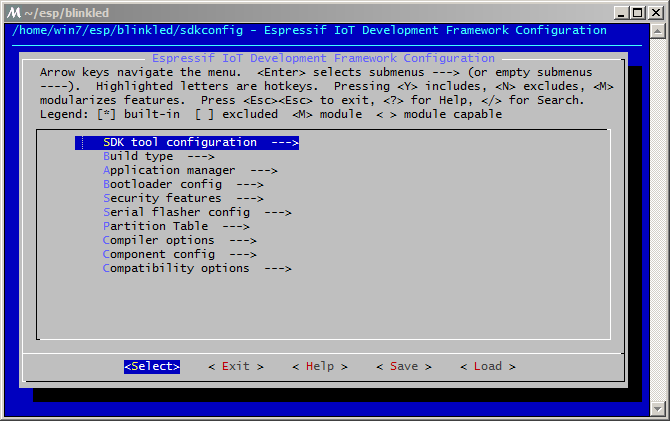 M ~/esp/blinkled
/home/win7/esp/blinkled/sdkconfig - Espressif IoT Development Framework Configuration
Espressif IoT Development Framework Configuration
Arrow keys navigate the menu.  <Enter> selects submenus ---> (or empty submenus
----).  Highlighted letters are hotkeys.  Pressing <Y> includes, <N> excludes, <M>
modularizes features.  Press <Esc><Esc> to exit, <?> for Help, </> for Search.
Legend: [*] built-in  [ ] excluded  <M> module  < > module capable
SDK tool configuration  --->
Build type  --->
Application manager  --->
Bootloader config  --->
Security features  --->
Serial flasher config  --->
Partition Table  --->
Compiler options  --->
Component config  --->
Compatibility options  --->
<Select>    < Exit >    < Help >    < Save >    < Load >